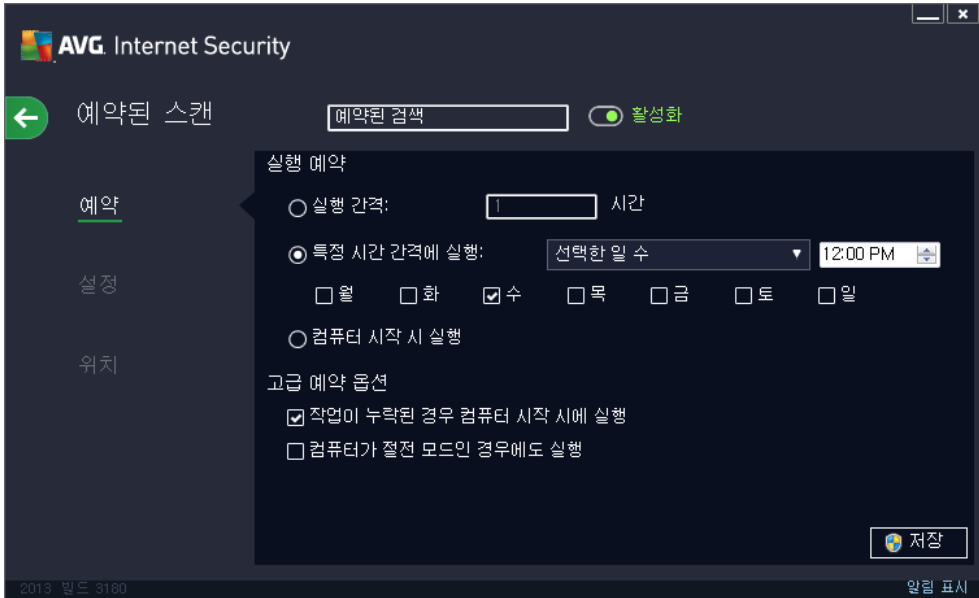 AVG. Internet Security
예약된 스캔
예약된 검색
활성화
예약
설정
위치
실행 예약
실행 간격: 1 시간
특정 시간 간격에 실행: 선택한 일 수 12:00 PM
월 화 수 목 금 토 일
컴퓨터 시작 시 실행
고급 예약 옵션
작업이 누락된 경우 컴퓨터 시작 시에 실행
컴퓨터가 절전 모드인 경우에도 실행
저장
2013 빌드 3180
알림 표시